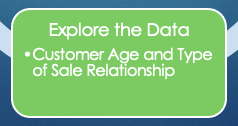 Explore the Data
•Customer Age and Type
of Sale Relationship